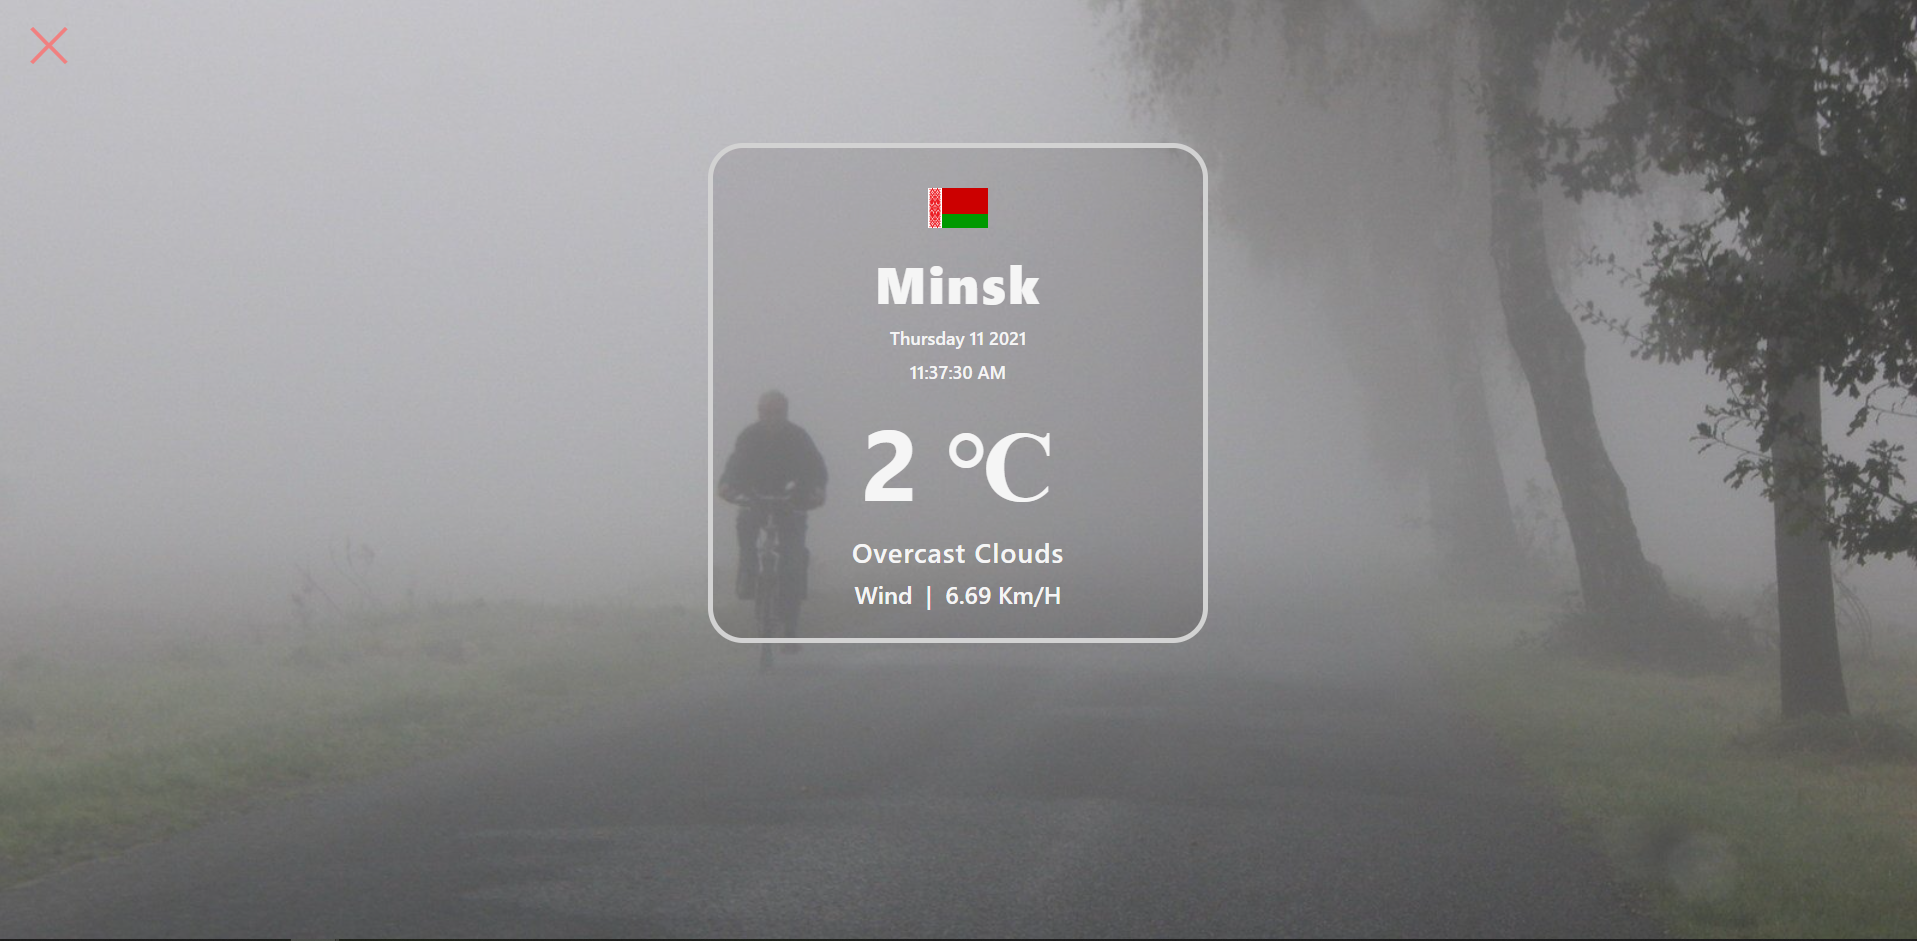 Minsk
Thursday 11 2021
11:37:30 AM
2 °C
Overcast Clouds
Wind | 6.69 Km/H